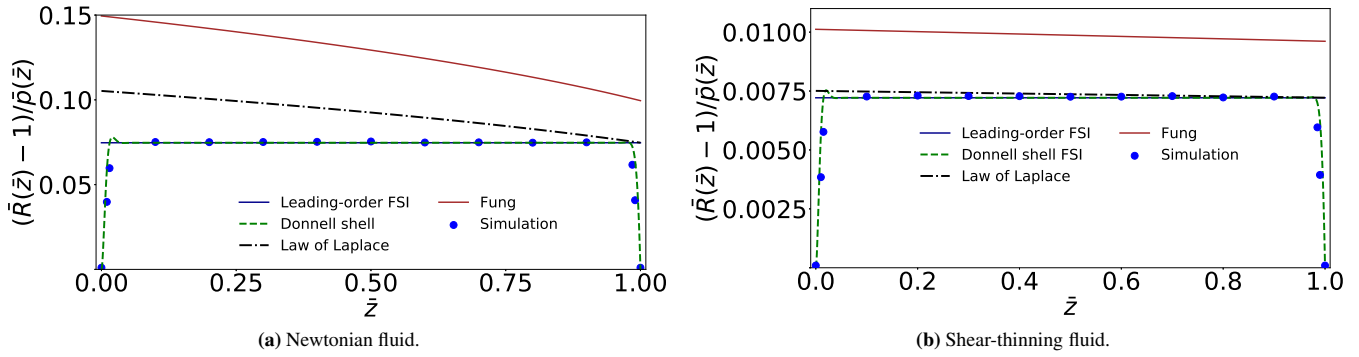 0.15
0.10
0.05
(R̄(z̄) − 1)/p̄(z̄)
Leading-order FSI
Donnell shell
Law of Laplace
Fung
Simulation
0.00
0.25
0.50
0.75
1.00
z̄
(a) Newtonian fluid.
0.0100
0.0075
0.0050
0.0025
(R̄(z̄) − 1)/p̄(z̄)
Leading-order FSI
Donnell shell FSI
Law of Laplace
Fung
Simulation
0.0
0.2
0.4
0.6
0.8
1.0
z̄
(b) Shear-thinning fluid.